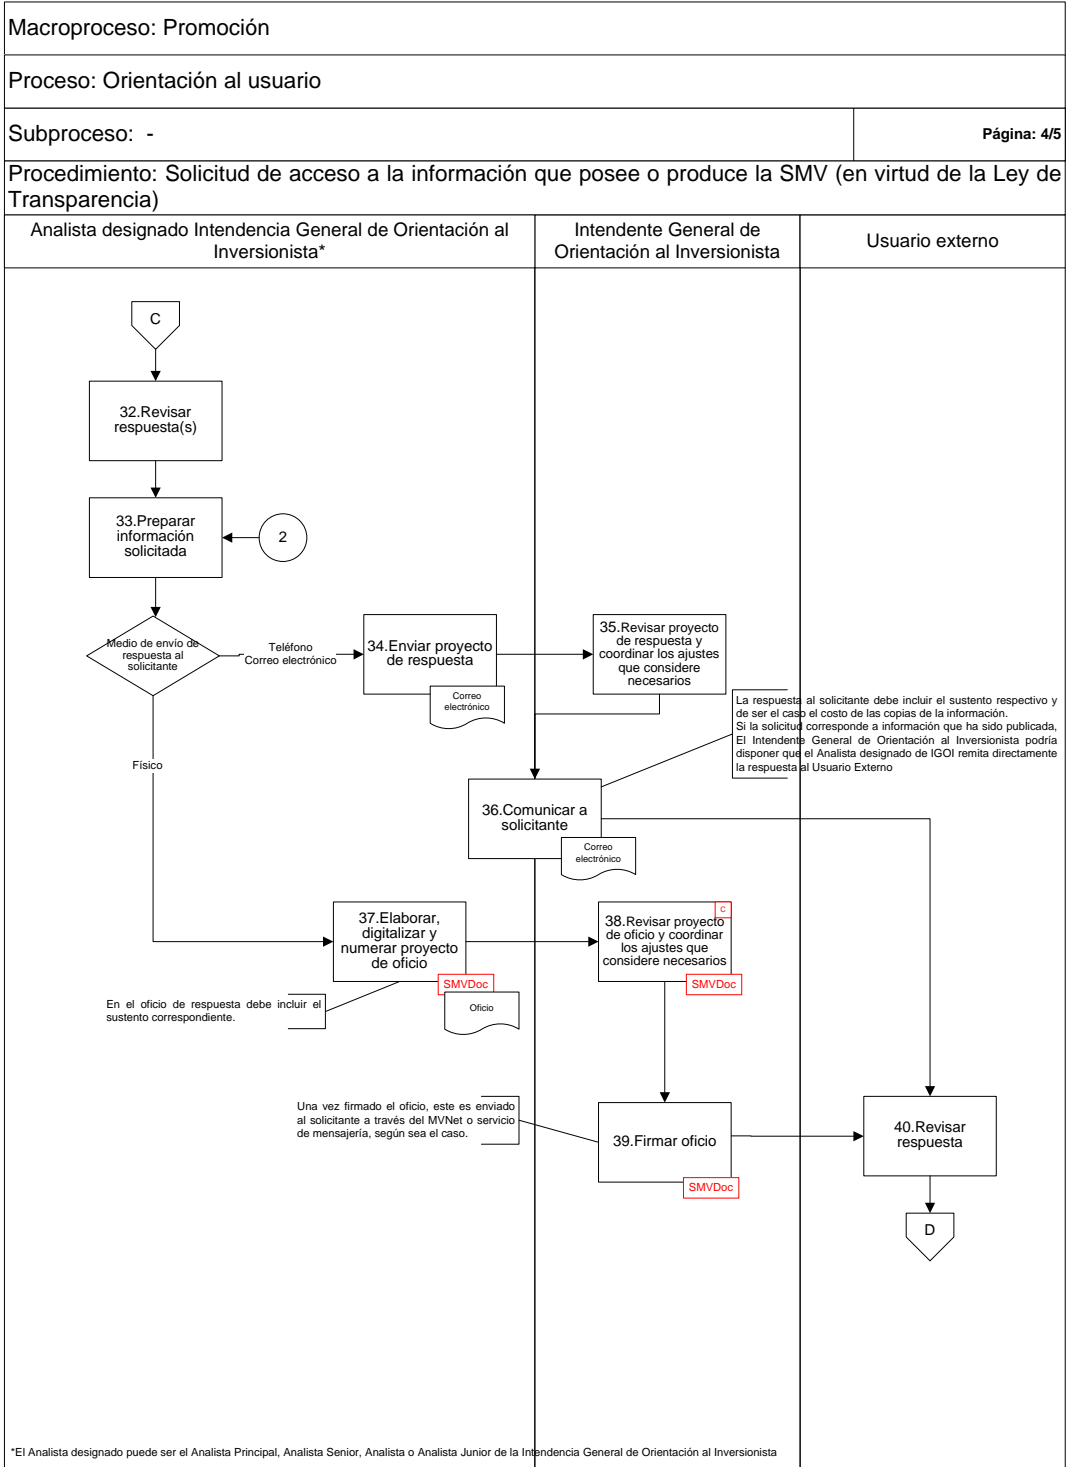 Macroproceso: Promoción
Proceso: Orientación al usuario
Subproceso: -
Página: 4/5
Procedimiento: Solicitud de acceso a la información que posee o produce la SMV (en virtud de la Ley de
Transparencia)
Analista designado Intendencia General de Orientación al
Inversionista*
Intendente General de
Orientación al Inversionista
Usuario externo
C
32.Revisar
respuesta(s)
33.Preparar
información
solicitada
2
Medio de envío de
respuesta al
solicitante
Teléfono
Correo electrónico
34.Enviar proyecto
de respuesta
Correo
electrónico
35.Revisar proyecto
de respuesta y
coordinar los ajustes
que considere
necesarios
La respuesta al solicitante debe incluir el sustento respectivo y
de ser el caso el costo de las copias de la información.
Si la solicitud corresponde a información que ha sido publicada,
El Intendente General de Orientación al Inversionista podría
disponer que el Analista designado de IGOI remita directamente
la respuesta al Usuario Externo
Físico
36.Comunicar a
solicitante
Correo
electrónico
37.Elaborar,
digitalizar y
numerar proyecto
de oficio
SMVDoc
Oficio
C
38.Revisar proyecto
de oficio y coordinar
los ajustes que
considere necesarios
SMVDoc
En el oficio de respuesta debe incluir el
sustento correspondiente.
Una vez firmado el oficio, este es enviado
al solicitante a través del MVNet o servicio
de mensajería, según sea el caso.
39.Firmar oficio
SMVDoc
40.Revisar
respuesta
D
*El Analista designado puede ser el Analista Principal, Analista Senior, Analista o Analista Junior de la Intendencia General de Orientación al Inversionista